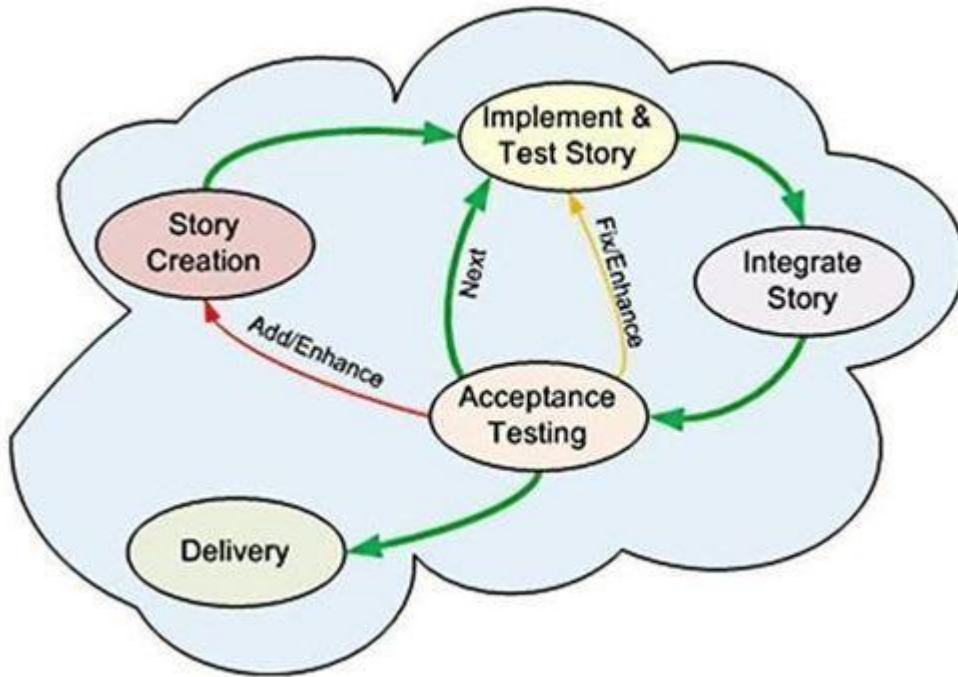 Implement &
Test Story
Story
Creation
Next
Fix/Enhance
Integrate
Story
Add/Enhance
Acceptance
Testing
Delivery